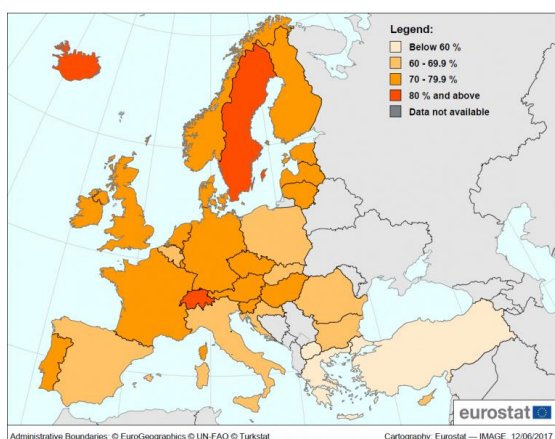 Legend:
Below 60 %
60 - 69.9 %
70 - 79.9 %
80 % and above
Data not available
eurostat
Administrative Boundaries: © EuroGeographics © UN-FAO © Turkstat
Cartography: Eurostat — IMAGE, 12/06/2017